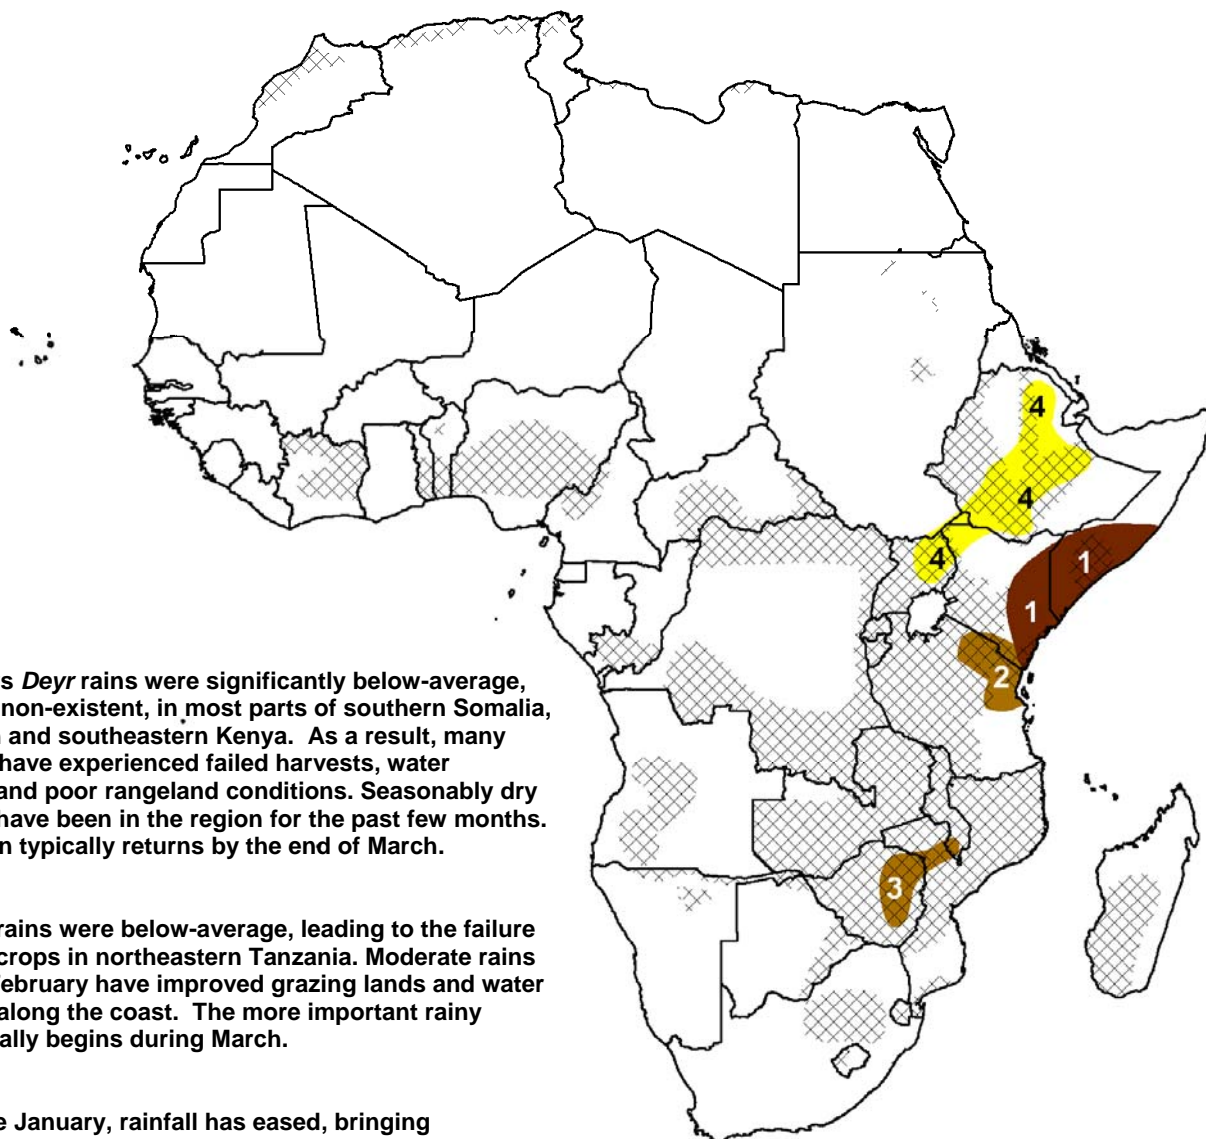 s Deyr rains were significantly below-average,
non-existent, in most parts of southern Somalia,
and southeastern Kenya. As a result, many
have experienced failed harvests, water
and poor rangeland conditions. Seasonably dry
have been in the region for the past few months.
n typically returns by the end of March.
rains were below-average, leading to the failure
crops in northeastern Tanzania. Moderate rains
ebruary have improved grazing lands and water
along the coast. The more important rainy
ally begins during March.
e January, rainfall has eased, bringing
4
4
4
1
1
2
3